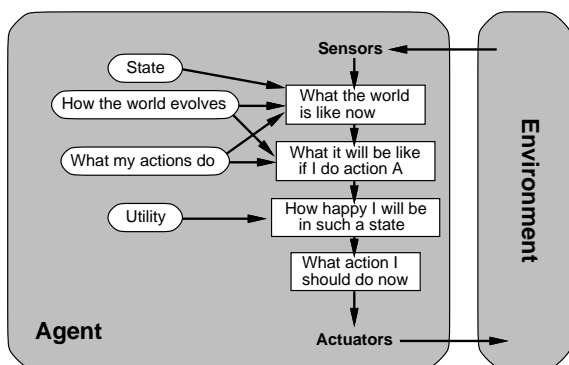 Sensors
State
How the world evolves
What the world
is like now
What my actions do
What it will be like
if I do action A
Utility
How happy I will be
in such a state
What action I
should do now
Agent
Actuators
Environment